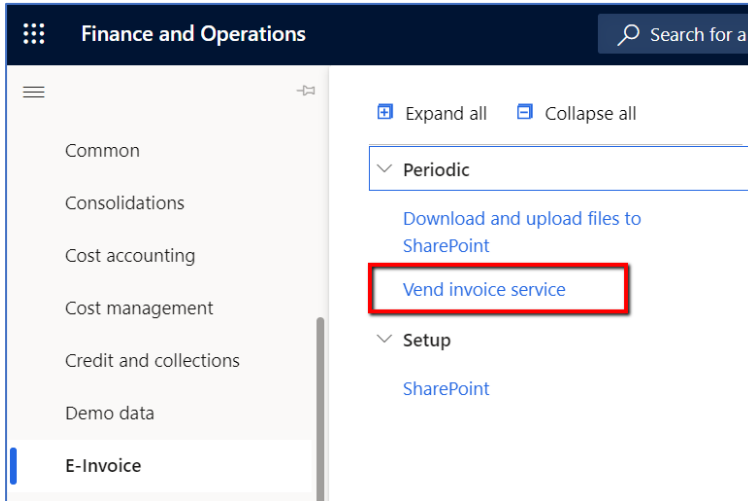 Finance and Operations
Search for a
Common
Consolidations
Cost accounting
Cost management
Credit and collections
Demo data
E-Invoice
Expand all
Collapse all
Periodic
Download and upload files to
SharePoint
Vend invoice service
Setup
SharePoint